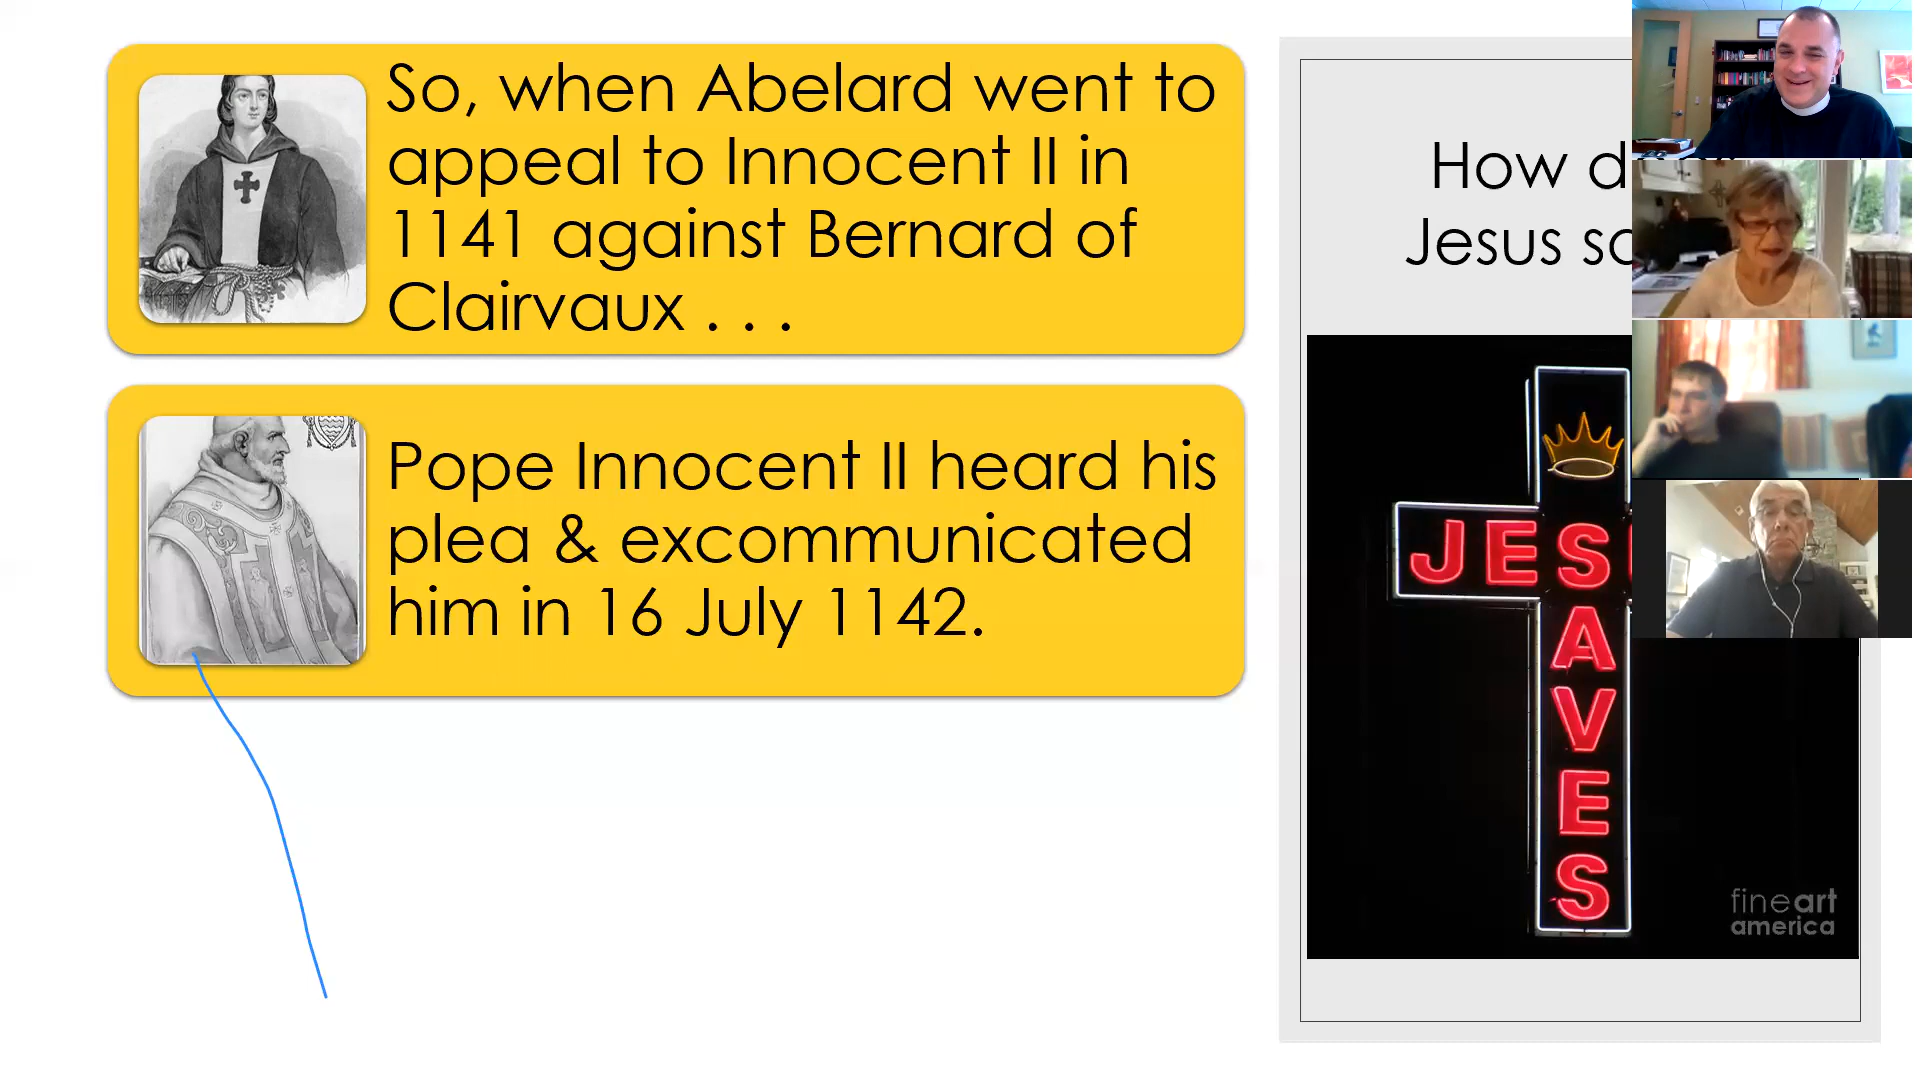 So, when Abelard went to
appeal to Innocent II in
1141 against Bernard of
Clairvaux . . .
Pope Innocent II heard his
plea & excommunicated
him in 16 July 1142.
How d
Jesus sa
JES
SAVES
fineart
america